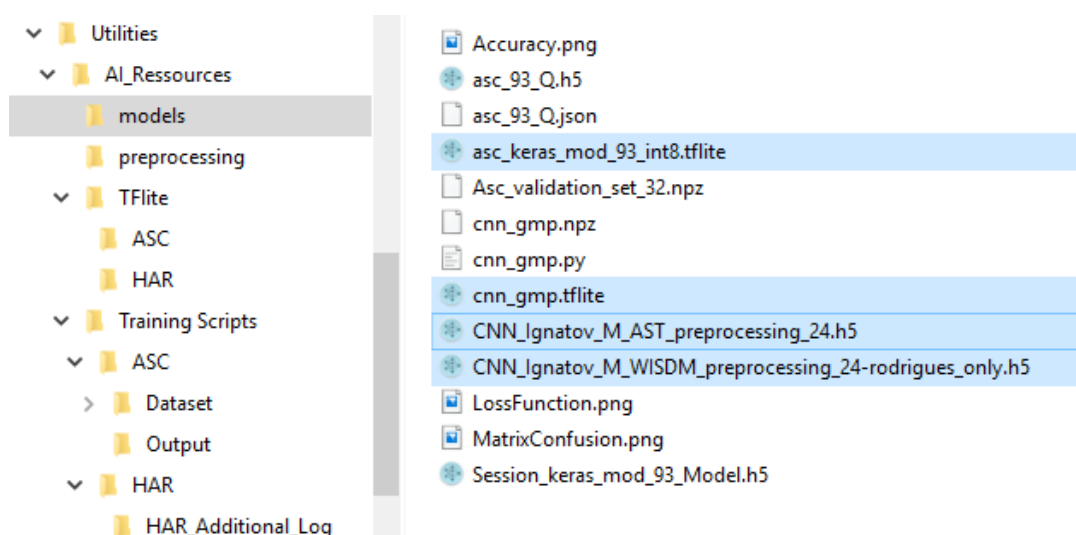 Utilities
AI_Ressources
models
preprocessing
TFlite
ASC
HAR
Training Scripts
ASC
Dataset
Output
HAR
HAR_Additional_Log
Accuracy.png
asc_93_Q.h5
asc_93_Q.json
asc_keras_mod_93_int8.tflite
Asc_validation_set_32.npz
cnn_gmp.npz
cnn_gmp.py
cnn_gmp.tflite
CNN_Ignatov_M_AST_preprocessing_24.h5
CNN_Ignatov_M_WISDM_preprocessing_24-rodrigues_only.h5
LossFunction.png
MatrixConfusion.png
Session_keras_mod_93_Model.h5